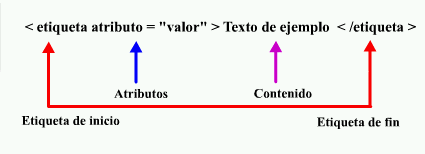 < etiqueta atributo = "valor" > Texto de ejemplo < /etiqueta >
Atributos Contenido
Etiqueta de inicio Etiqueta de fin